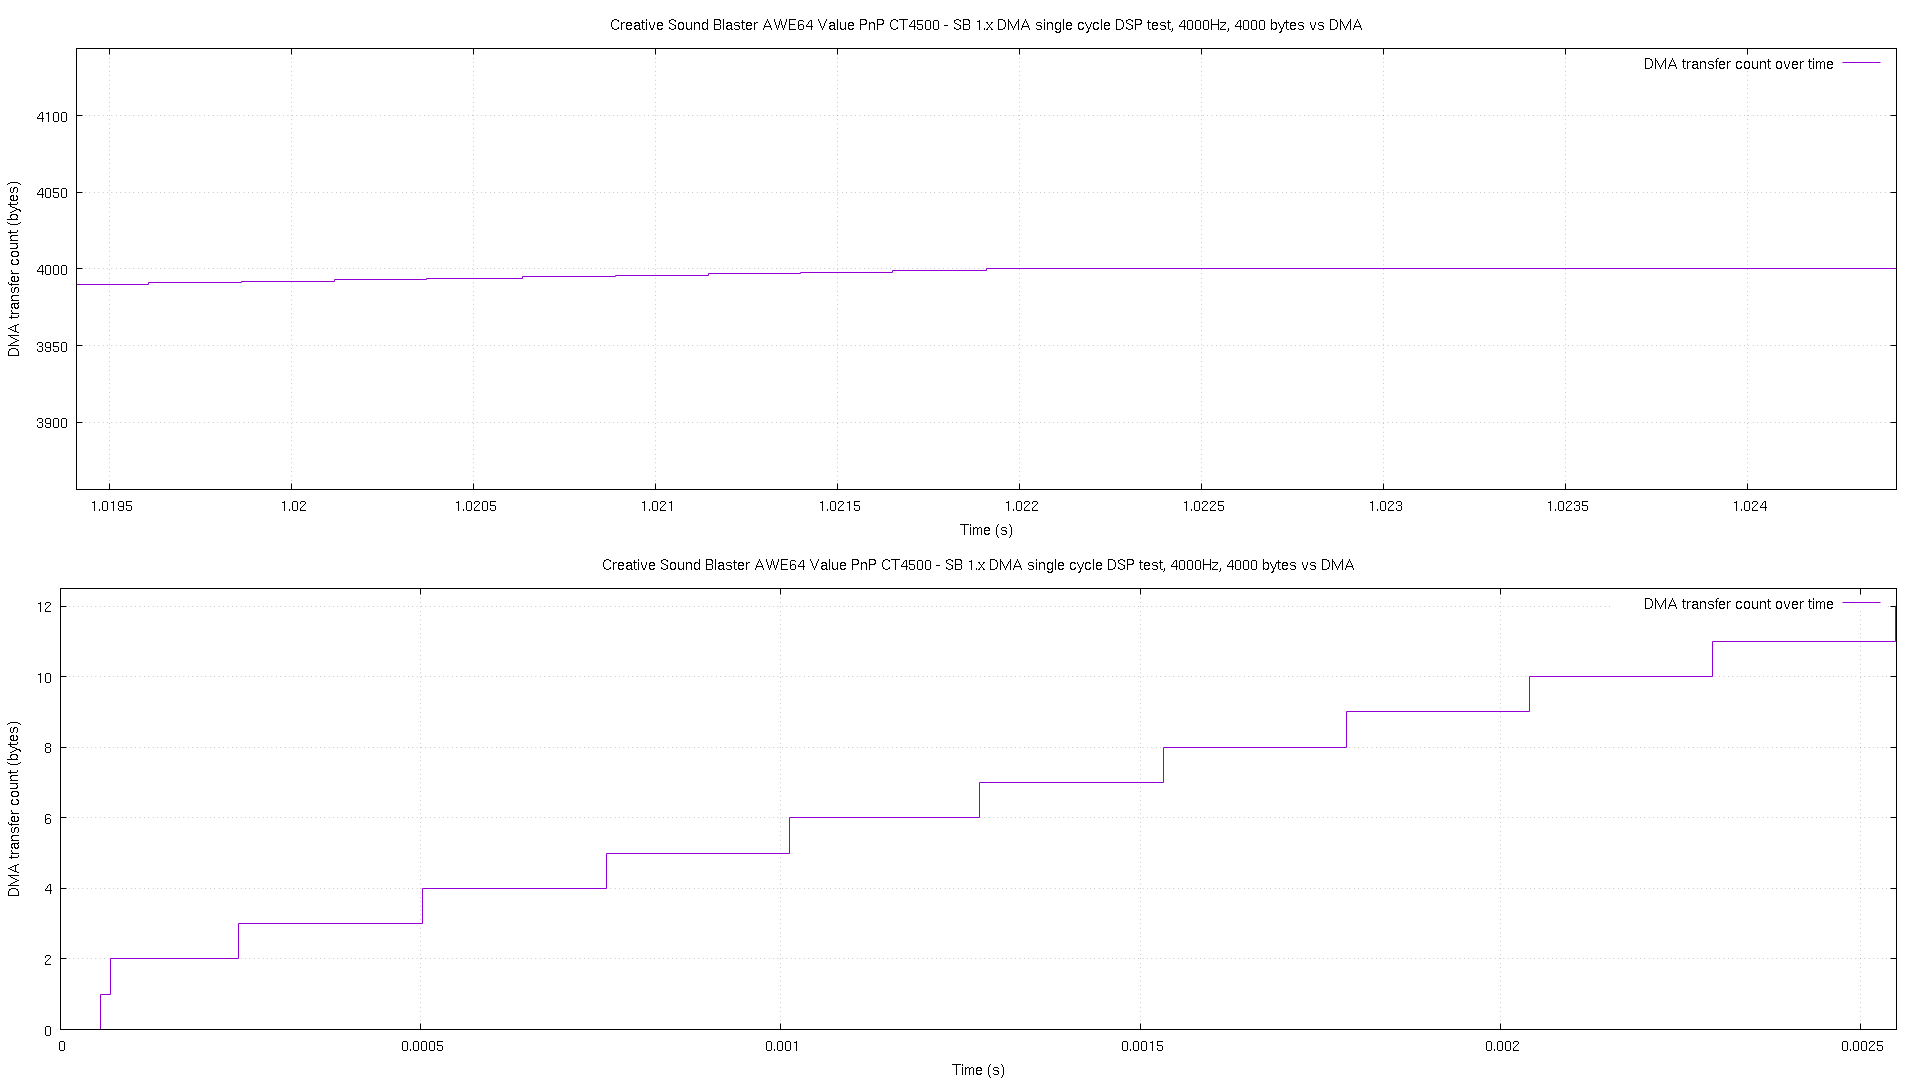 Creative Sound Blaster AWE64 Value PnP CT4500 - SB 1.x DMA single cycle DSP test, 4000Hz, 4000 bytes vs DMA
DMA transfer count over time
DMA transfer count (bytes)
4100
4050
4000
3950
3900
1.0195 1.02 1.0205 1.021 1.0215 1.022 1.0225 1.023 1.0235 1.024
Time (s)
Creative Sound Blaster AWE64 Value PnP CT4500 - SB 1.x DMA single cycle DSP test, 4000Hz, 4000 bytes vs DMA
DMA transfer count over time
DMA transfer count (bytes)
12
10
8
6
4
2
0
0 0.0005 0.001 0.0015 0.002 0.0025
Time (s)